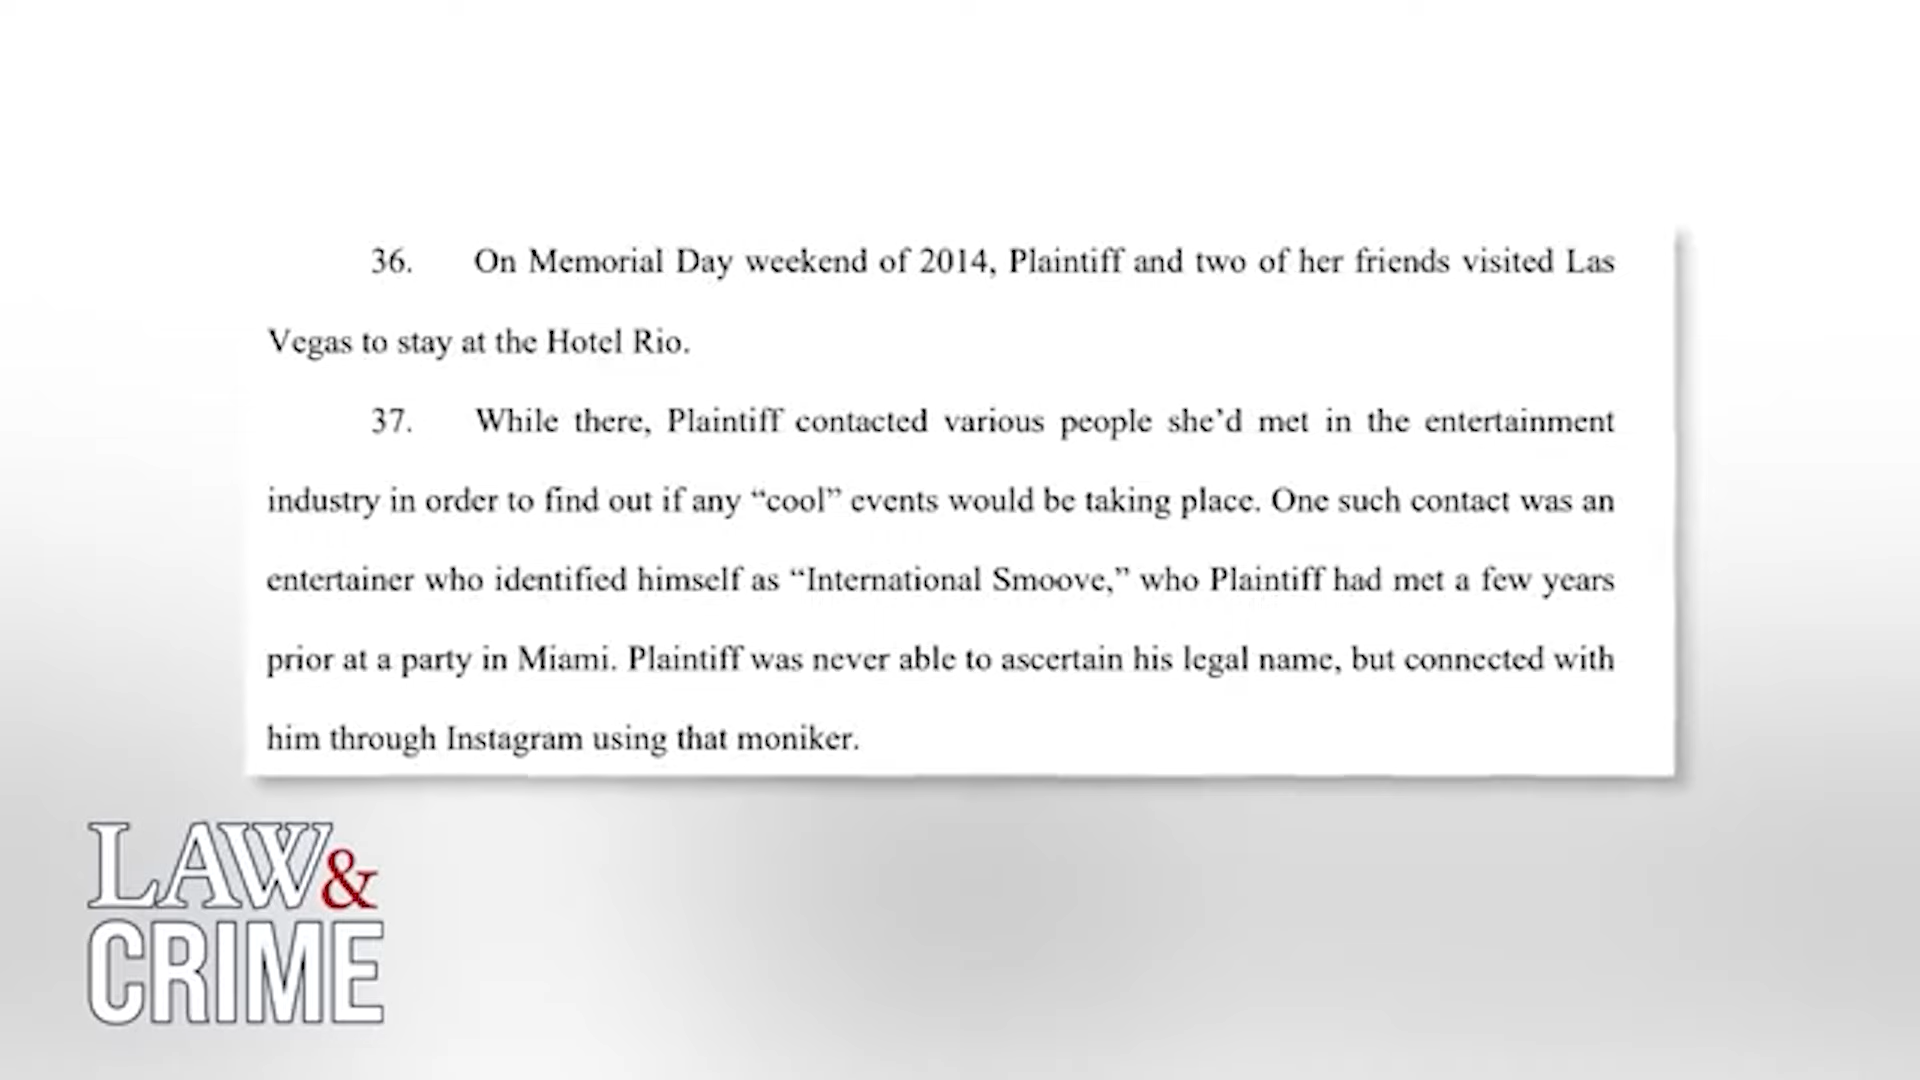 36. On Memorial Day weekend of 2014, Plaintiff and two of her friends visited Las
Vegas to stay at the Hotel Rio.
37. While there, Plaintiff contacted various people she’d met in the entertainment
industry in order to find out if any “cool” events would be taking place. One such contact was an
entertainer who identified himself as “International Smoove,” who Plaintiff had met a few years
prior at a party in Miami. Plaintiff was never able to ascertain his legal name, but connected with
him through Instagram using that moniker.
LAW&
CRIME